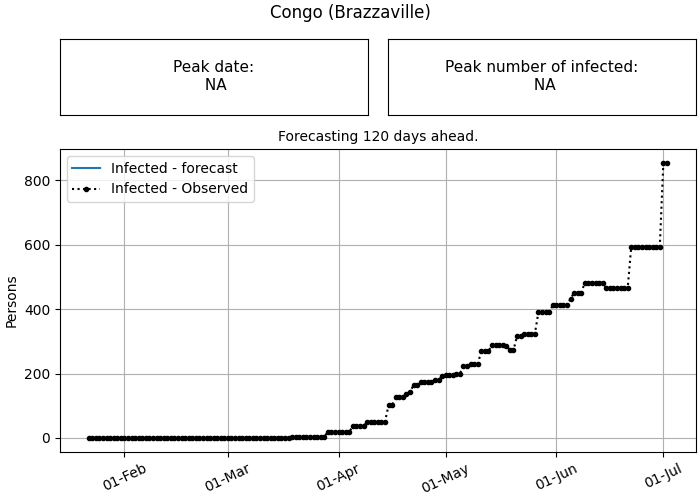 Congo (Brazzaville)
Peak date:
NA
Peak number of infected:
NA
Forecasting 120 days ahead.
Infected - forecast
Infected - Observed
Persons
800
600
400
200
0
01-Feb
01-Mar
01-Apr
01-May
01-Jun
01-Jul